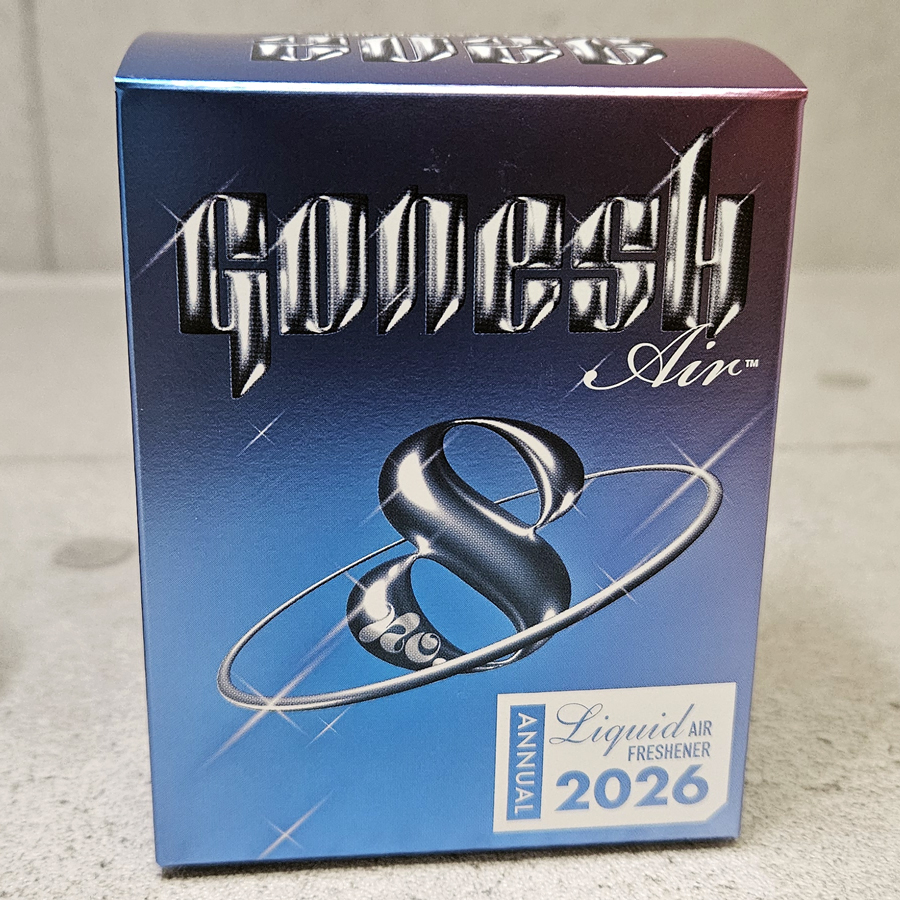 GONESH
Air™
8
No.
ANNUAL
Liquid AIR
FRESHENER
2026